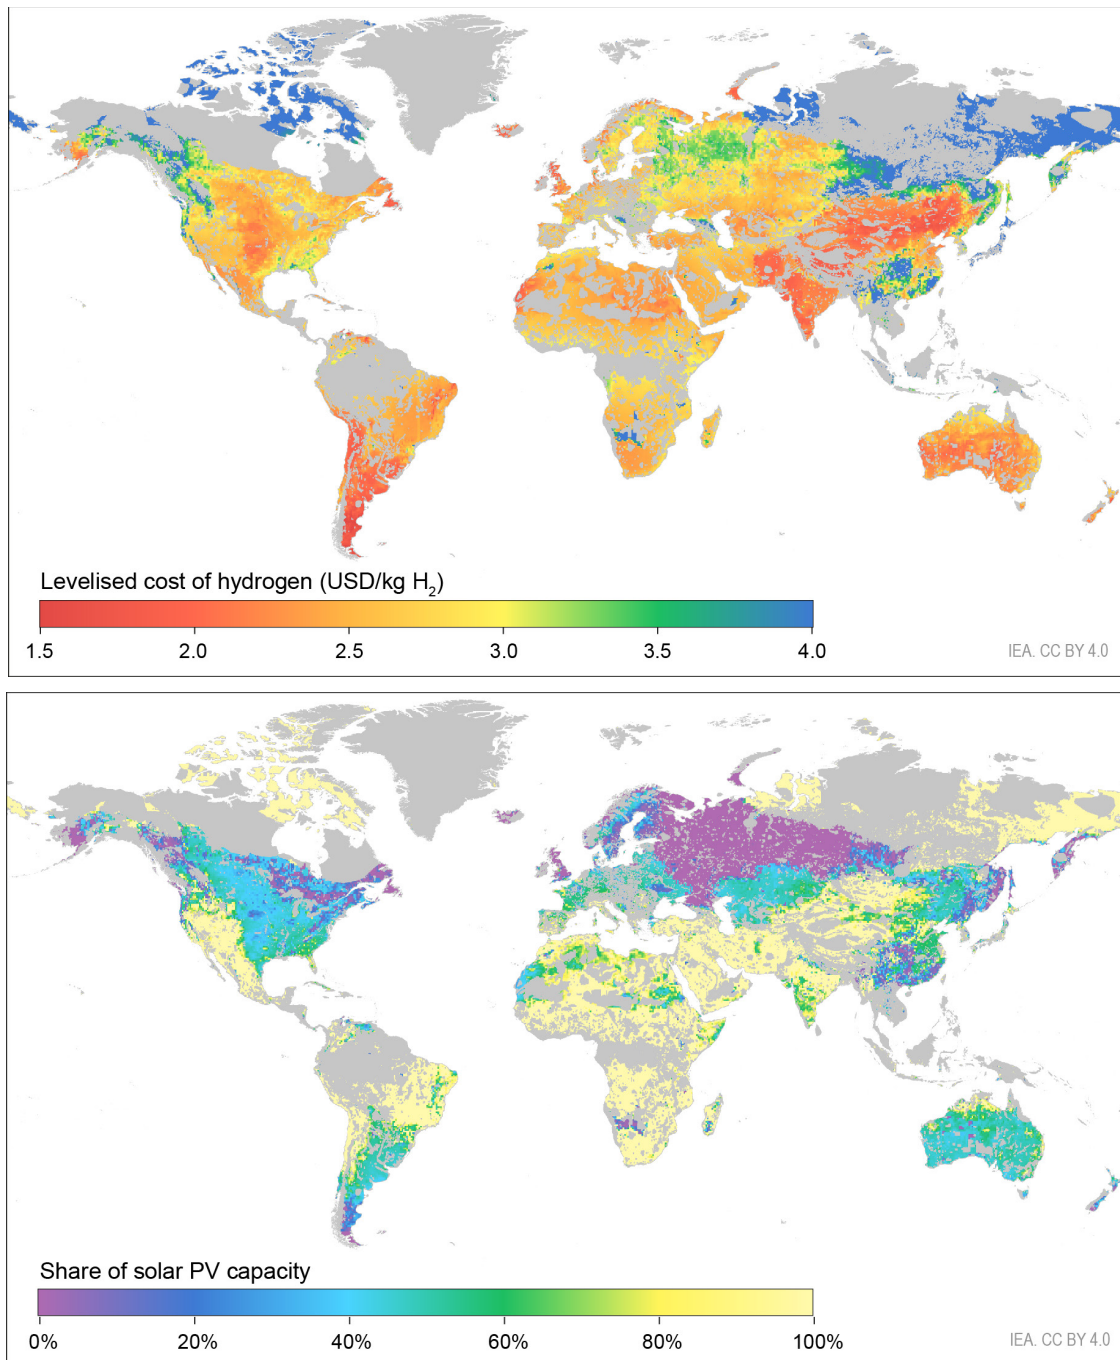 Levelised cost of hydrogen (USD/kg H₂)
1.5 2.0 2.5 3.0 3.5 4.0
IEA. CC BY 4.0
Share of solar PV capacity
0% 20% 40% 60% 80% 100%
IEA. CC BY 4.0